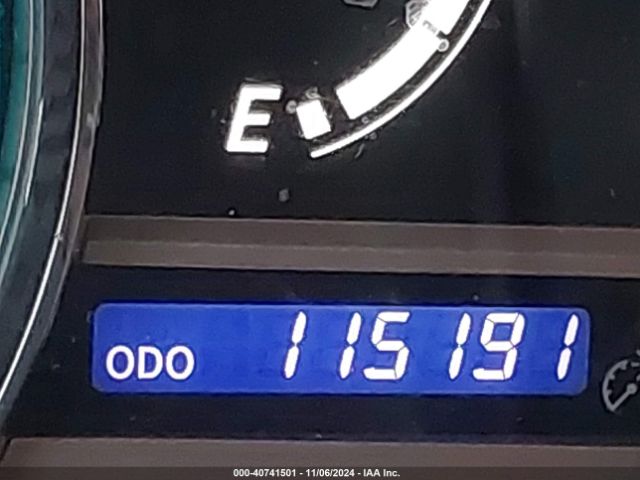 E
ODO 115191
000-40741501 - 11/06/2024 - IAA Inc.